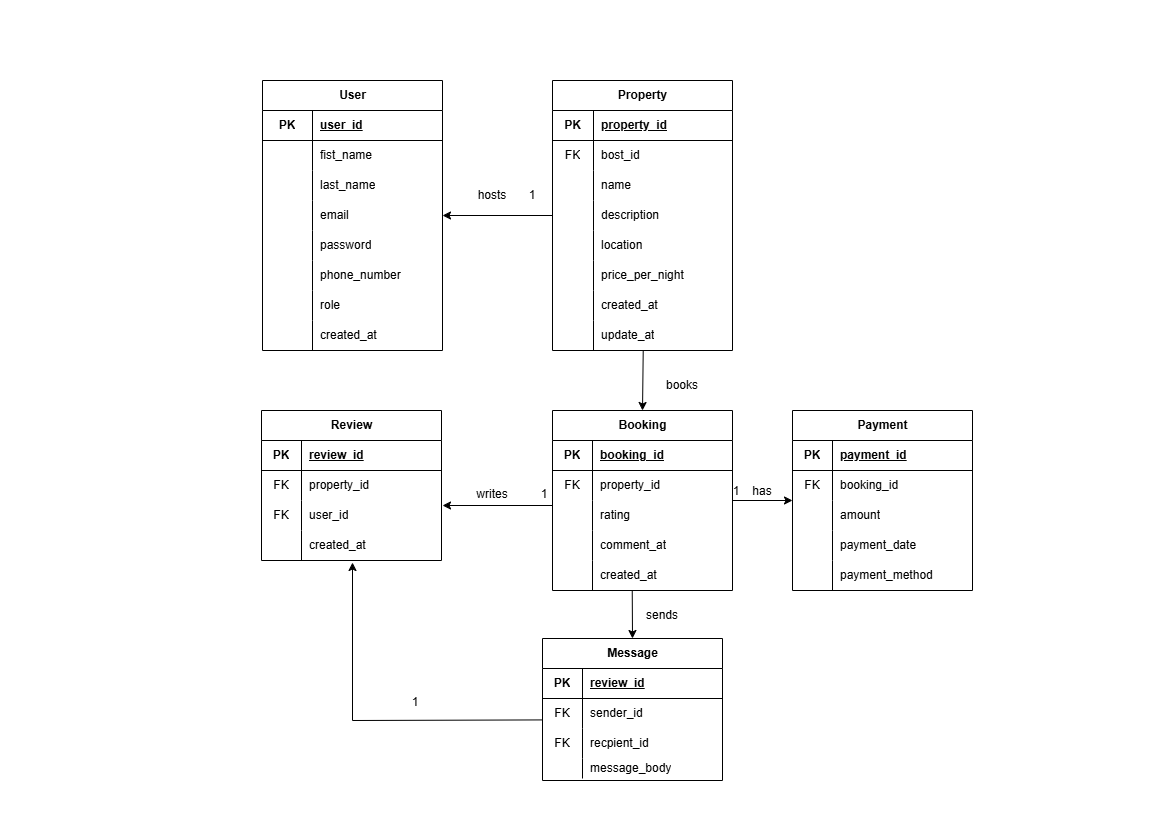 User
PK user_id
fist_name
last_name
email
password
phone_number
role
created_at
hosts 1
Property
PK property_id
FK bost_id
name
description
location
price_per_night
created_at
update_at
books
Review
PK review_id
FK property_id
FK user_id
created_at
writes 1
Booking
PK booking_id
FK property_id
rating
comment_at
created_at
1 has
Payment
PK payment_id
FK booking_id
amount
payment_date
payment_method
sends
1
Message
PK review_id
FK sender_id
FK recpient_id
message_body